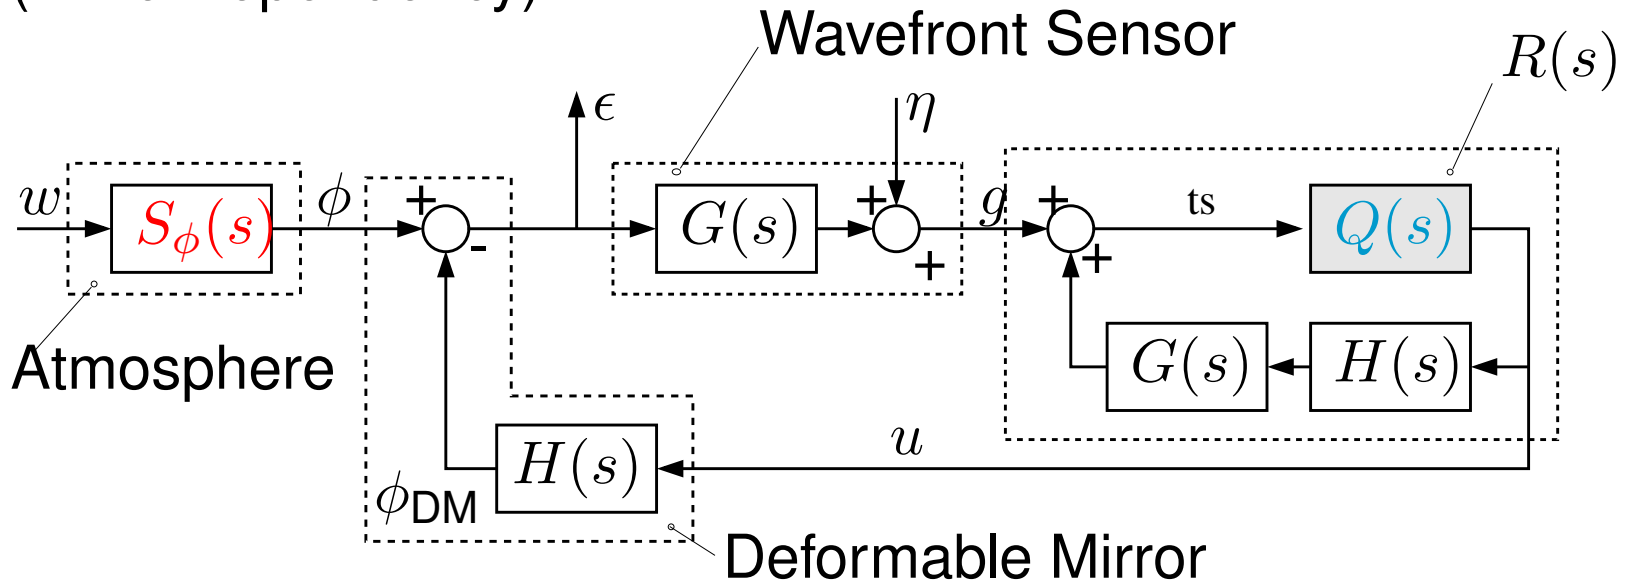 Wavefront Sensor
R(s)
ϵ
η
w
S_ϕ(s)
ϕ
+
-
G(s)
+
+
g
+
+
ts
Q(s)
G(s)
H(s)
Atmosphere
u
H(s)
ϕ_DM
Deformable Mirror